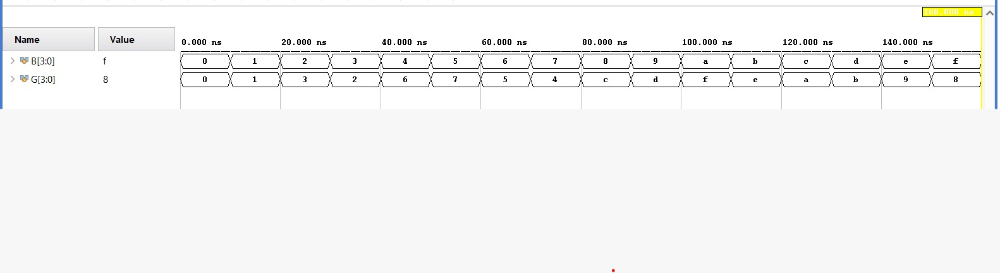 160.000 ns
Name Value 0.000 ns 20.000 ns 40.000 ns 60.000 ns 80.000 ns 100.000 ns 120.000 ns 140.000 ns
B[3:0] f 0 1 2 3 4 5 6 7 8 9 a b c d e f
G[3:0] 8 0 1 3 2 6 7 5 4 c d f e a b 9 8